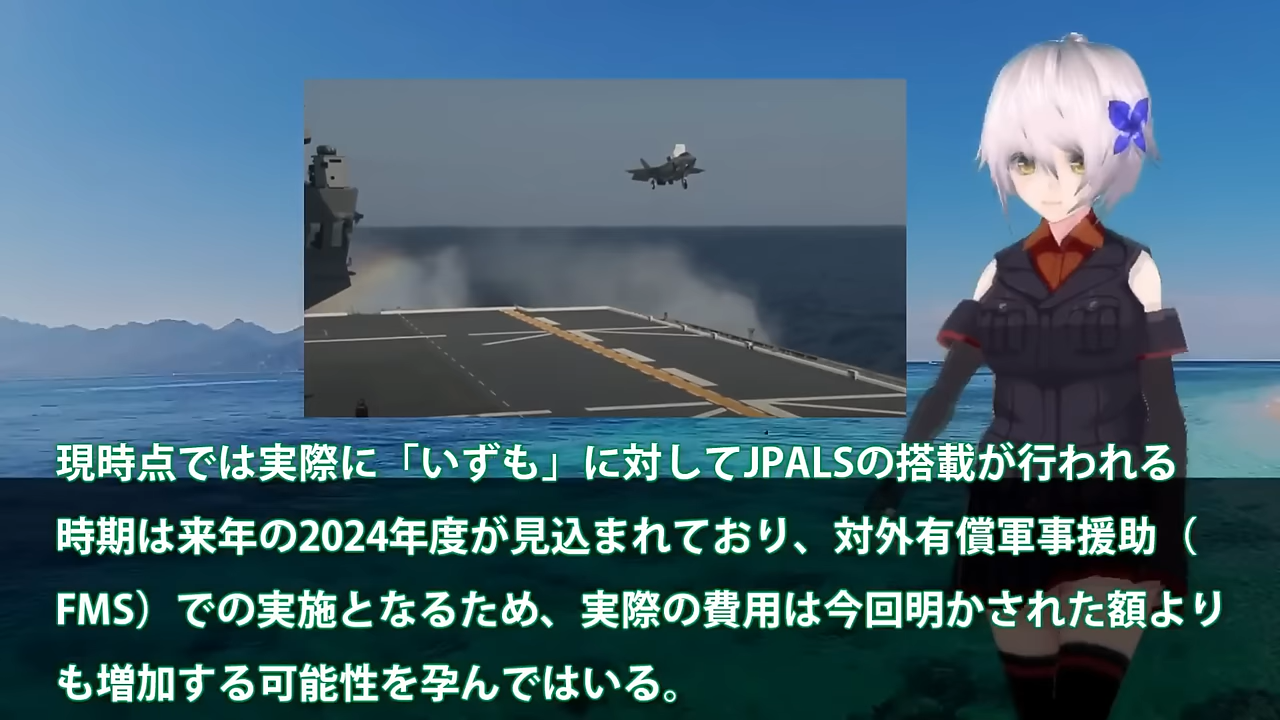 現時点では実際に「いずも」に対してJPALSの搭載が行われる
時期は来年の2024年度が見込まれており、対外有償軍事援助（
FMS）での実施となるため、実際の費用は今回明かされた額より
も増加する可能性を孕んではいる。